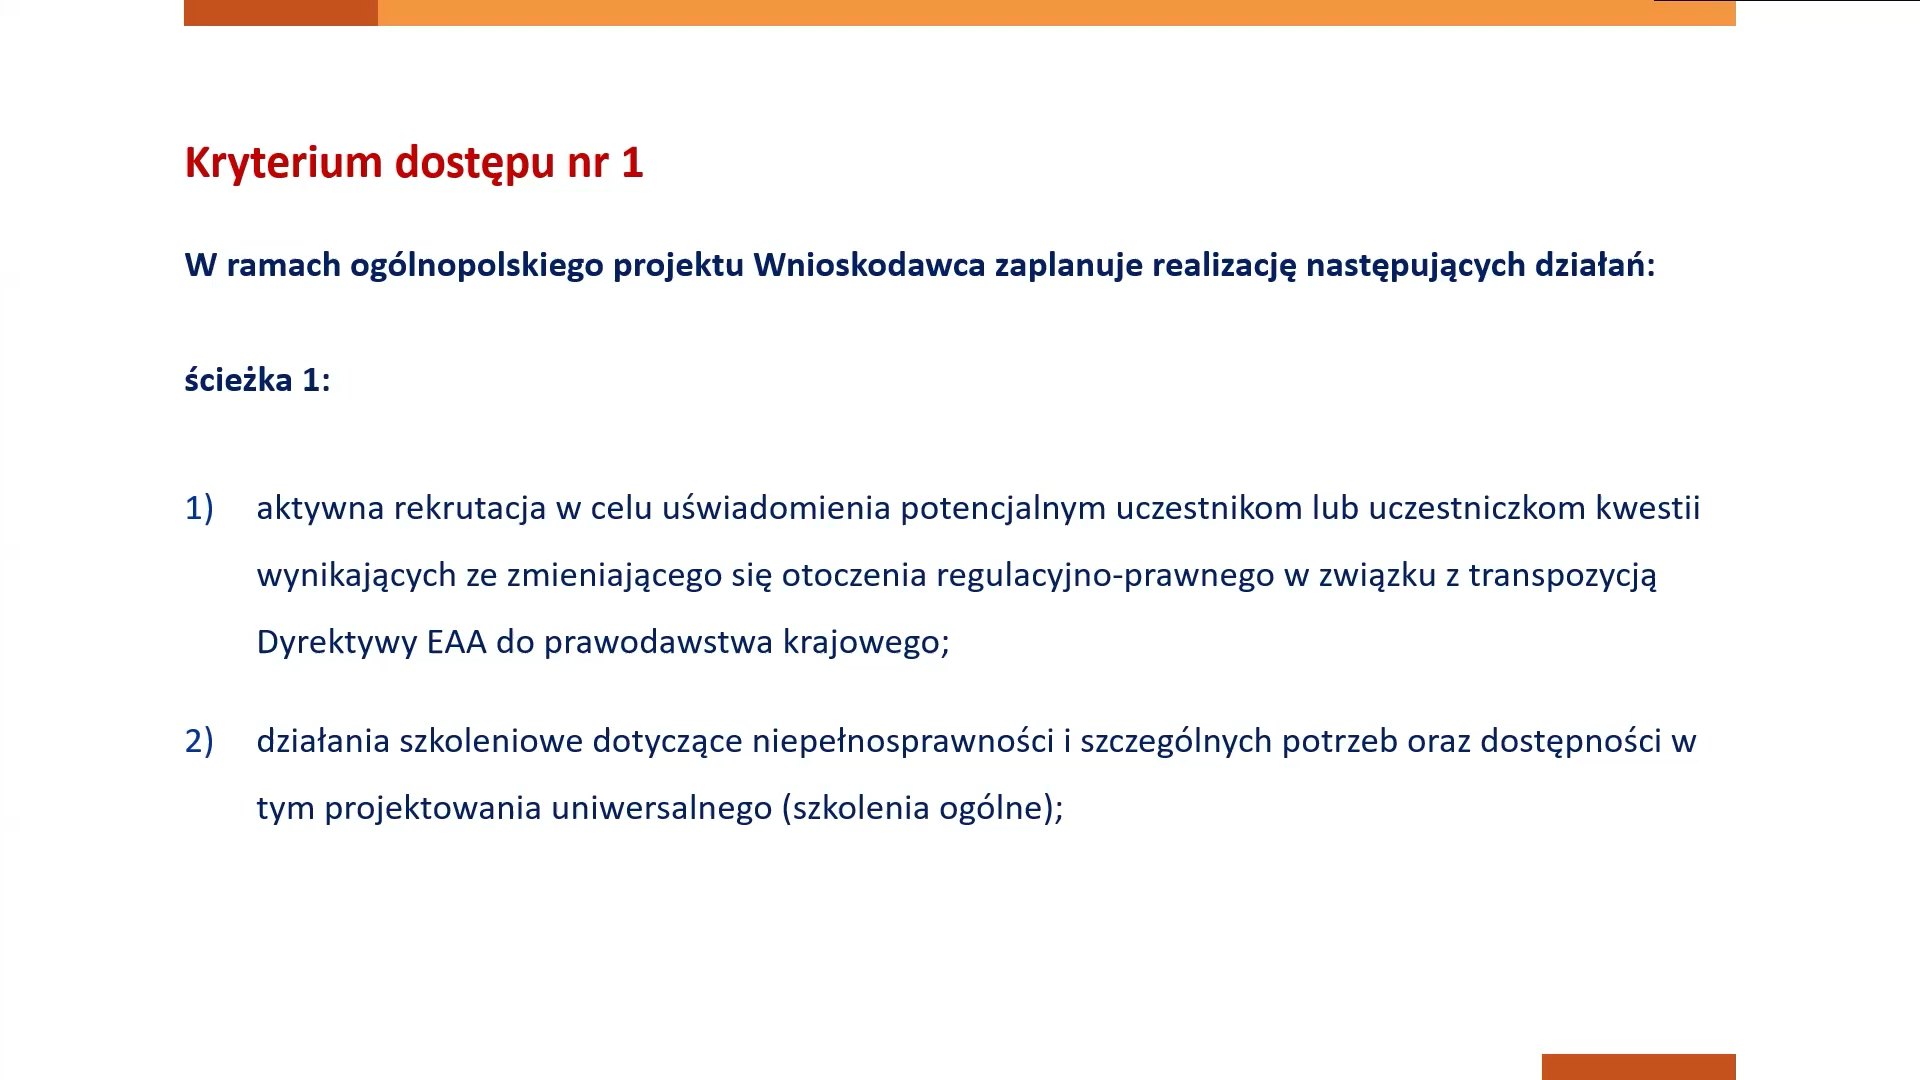 Kryterium dostępu nr 1
W ramach ogólnopolskiego projektu Wnioskodawca zaplanuje realizację następujących działań:
ścieżka 1:
1) aktywna rekrutacja w celu uświadomienia potencjalnym uczestnikom lub uczestniczkom kwestii
wynikających ze zmieniającego się otoczenia regulacyjno-prawnego w związku z transpozycją
Dyrektywy EAA do prawodawstwa krajowego;
2) działania szkoleniowe dotyczące niepełnosprawności i szczególnych potrzeb oraz dostępności w
tym projektowania uniwersalnego (szkolenia ogólne);